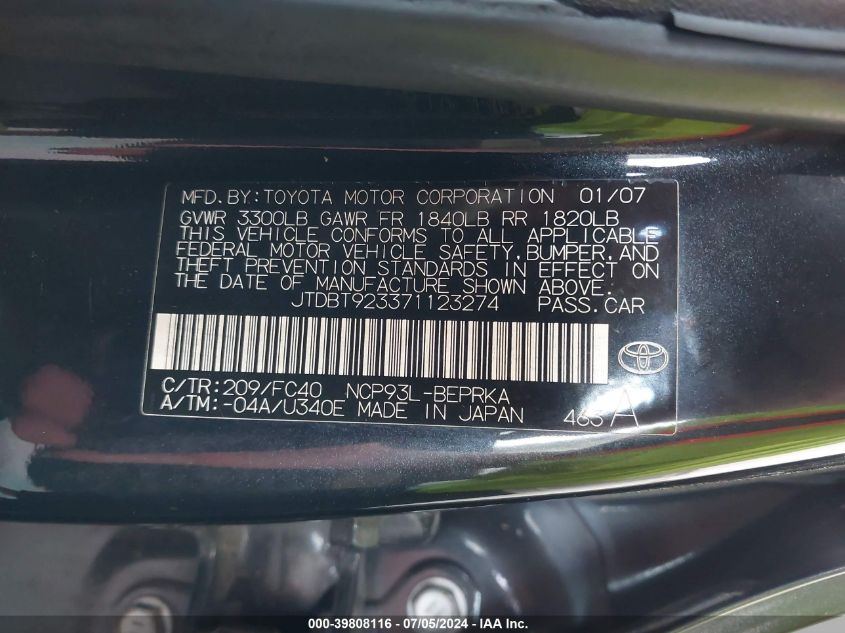 MFD.BY:TOYOTA MOTOR CORPORATION 01/07
GVWR 3300LB GAWR FR 1840LB RR 1820LB
THIS VEHICLE CONFORMS TO ALL APPLICABLE
FEDERAL MOTOR VEHICLE SAFETY,BUMPER,AND
THEFT PREVENTION STANDARDS IN EFFECT ON
THE DATE OF MANUFACTURE SHOWN ABOVE.
JTDBT923371123274 PASS.CAR
C/TR:209/FC40 NCP93L-BEPRKA
A/TM:-04A/U340E MADE IN JAPAN 465 A
000-39808116 - 07/05/2024 - IAA Inc.